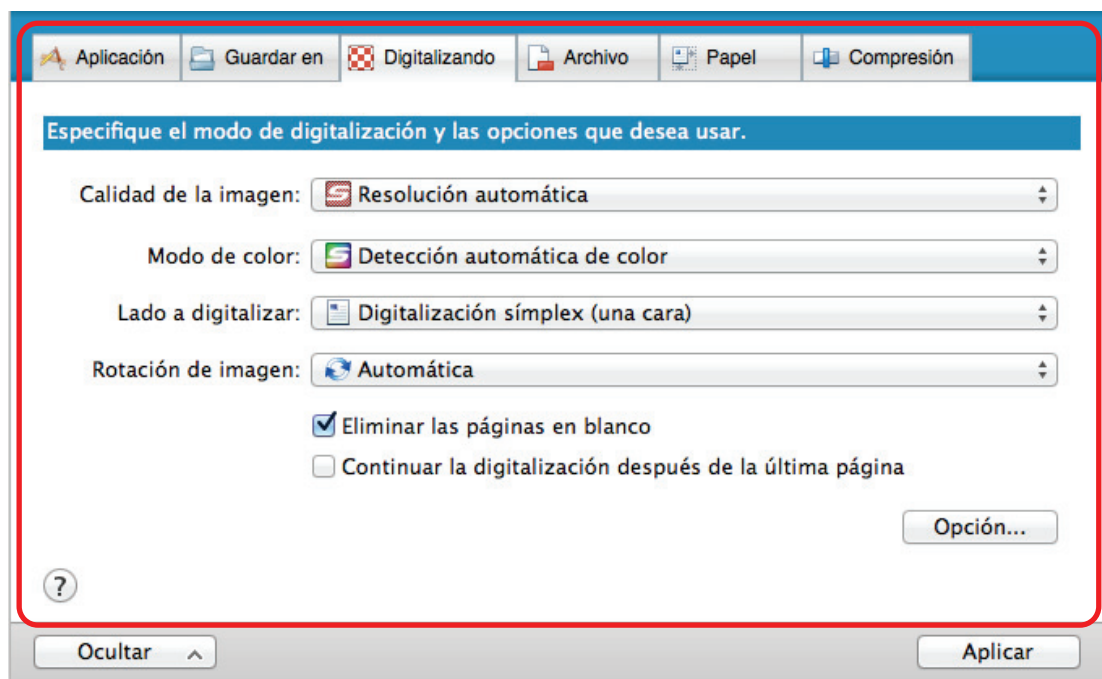 Aplicación Guardar en Digitalizando Archivo Papel Compresión
Especifique el modo de digitalización y las opciones que desea usar.
Calidad de la imagen: Resolución automática
Modo de color: Detección automática de color
Lado a digitalizar: Digitalización símplex (una cara)
Rotación de imagen: Automática
Eliminar las páginas en blanco
Continuar la digitalización después de la última página
Opción...
?
Ocultar Aplicar